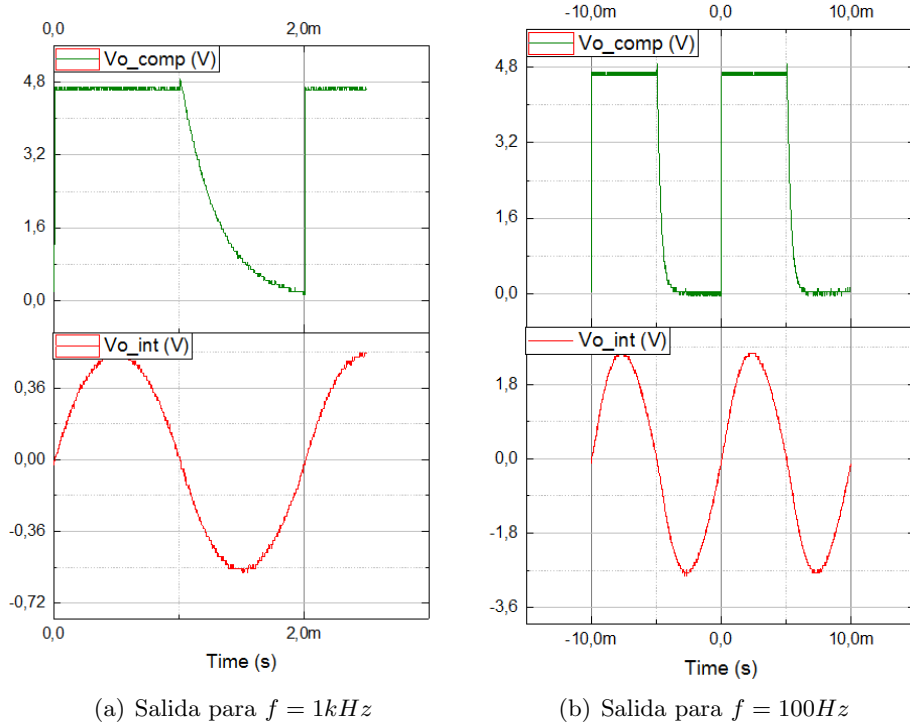 0,0 2,0m
Vo_comp (V)
4,8
3,2
1,6
0,0
Vo_int (V)
0,36
0,00
-0,36
-0,72
0,0 2,0m
Time (s)
(a) Salida para f = 1kHz
-10,0m 0,0 10,0m
Vo_comp (V)
4,8
3,2
1,6
0,0
Vo_int (V)
1,8
0,0
-1,8
-3,6
-10,0m 0,0 10,0m
Time (s)
(b) Salida para f = 100Hz